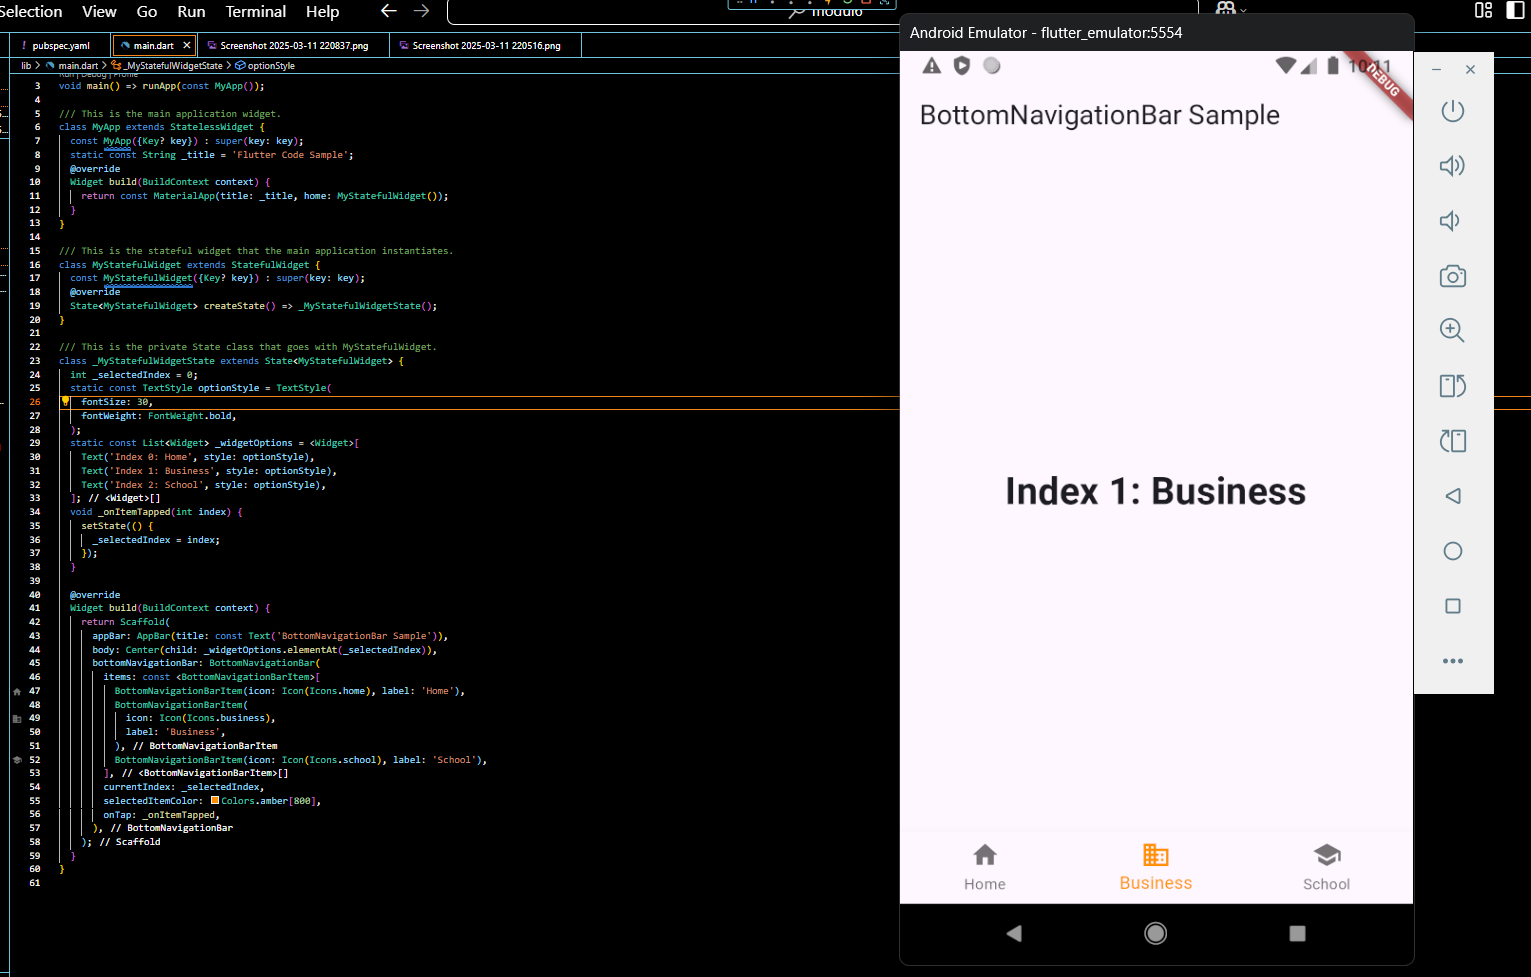 Selection View Go Run Terminal Help
modul6
pubspec.yaml main.dart Screenshot 2025-03-11 220837.png Screenshot 2025-03-11 220516.png
lib > main.dart > _MyStatefulWidgetState > optionStyle
Run | Debug | Profile
3 void main() => runApp(const MyApp());
4
5 /// This is the main application widget.
6 class MyApp extends StatelessWidget {
7 const MyApp({Key? key}) : super(key: key);
8 static const String _title = 'Flutter Code Sample';
9 @override
10 Widget build(BuildContext context) {
11 return const MaterialApp(title: _title, home: MyStatefulWidget());
12 }
13 }
14
15 /// This is the stateful widget that the main application instantiates.
16 class MyStatefulWidget extends StatefulWidget {
17 const MyStatefulWidget({Key? key}) : super(key: key);
18 @override
19 State<MyStatefulWidget> createState() => _MyStatefulWidgetState();
20 }
21
22 /// This is the private State class that goes with MyStatefulWidget.
23 class _MyStatefulWidgetState extends State<MyStatefulWidget> {
24 int _selectedIndex = 0;
25 static const TextStyle optionStyle = TextStyle(
26 fontSize: 30,
27 fontWeight: FontWeight.bold,
28 );
29 static const List<Widget> _widgetOptions = <Widget>[
30 Text('Index 0: Home', style: optionStyle),
31 Text('Index 1: Business', style: optionStyle),
32 Text('Index 2: School', style: optionStyle),
33 ]; // <Widget>[]
34 void _onItemTapped(int index) {
35 setState(() {
36 _selectedIndex = index;
37 });
38 }
39
40 @override
41 Widget build(BuildContext context) {
42 return Scaffold(
43 appBar: AppBar(title: const Text('BottomNavigationBar Sample')),
44 body: Center(child: _widgetOptions.elementAt(_selectedIndex)),
45 bottomNavigationBar: BottomNavigationBar(
46 items: const <BottomNavigationBarItem>[
47 BottomNavigationBarItem(icon: Icon(Icons.home), label: 'Home'),
48 BottomNavigationBarItem(
49 icon: Icon(Icons.business),
50 label: 'Business',
51 ), // BottomNavigationBarItem
52 BottomNavigationBarItem(icon: Icon(Icons.school), label: 'School'),
53 ], // <BottomNavigationBarItem>[]
54 currentIndex: _selectedIndex,
55 selectedItemColor: Colors.amber[800],
56 onTap: _onItemTapped,
57 ), // BottomNavigationBar
58 ); // Scaffold
59 }
60 }
61
Android Emulator - flutter_emulator:5554
10:11
DEBUG
BottomNavigationBar Sample
Index 1: Business
Home Business School